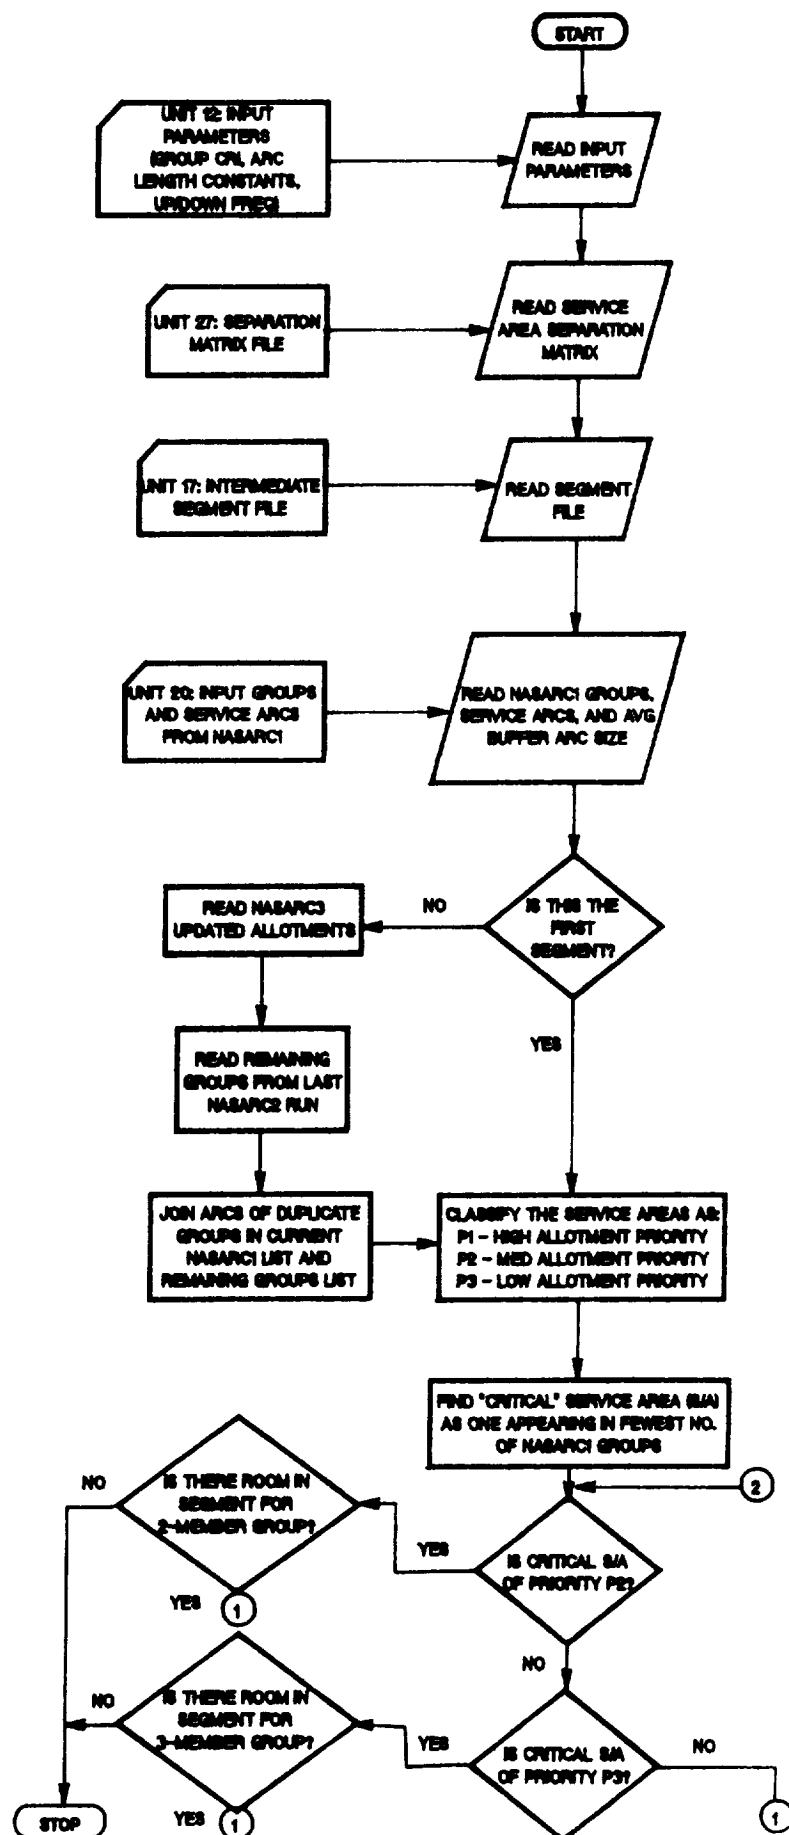 START
UNIT 12: INPUT
PARAMETERS
(GROUP CRI, ARC
LENGTH CONSTANTS,
UP/DOWN FREQ)
READ INPUT
PARAMETERS
UNIT 27: SEPARATION
MATRIX FILE
READ SERVICE
AREA SEPARATION
MATRIX
UNIT 17: INTERMEDIATE
SEGMENT FILE
READ SEGMENT
FILE
UNIT 20: INPUT GROUPS
AND SERVICE ARCS
FROM NASARC1
READ NASARC1 GROUPS,
SERVICE ARCS, AND AVG
BUFFER ARC SIZE
IS THIS THE
FIRST
SEGMENT?
NO
YES
READ NASARC3
UPDATED ALLOTMENTS
READ REMAINING
GROUPS FROM LAST
NASARC2 RUN
JOIN ARCS OF DUPLICATE
GROUPS IN CURRENT
NASARC1 LIST AND
REMAINING GROUPS LIST
CLASSIFY THE SERVICE AREAS AS:
P1 - HIGH ALLOTMENT PRIORITY
P2 - MED ALLOTMENT PRIORITY
P3 - LOW ALLOTMENT PRIORITY
FIND "CRITICAL" SERVICE AREA (S/A)
AS ONE APPEARING IN FEWEST NO.
OF NASARC1 GROUPS
2
IS CRITICAL S/A
OF PRIORITY P2?
YES
NO
IS THERE ROOM IN
SEGMENT FOR
2-MEMBER GROUP?
NO
YES
1
IS CRITICAL S/A
OF PRIORITY P3?
YES
NO
1
IS THERE ROOM IN
SEGMENT FOR
3-MEMBER GROUP?
NO
YES
1
STOP